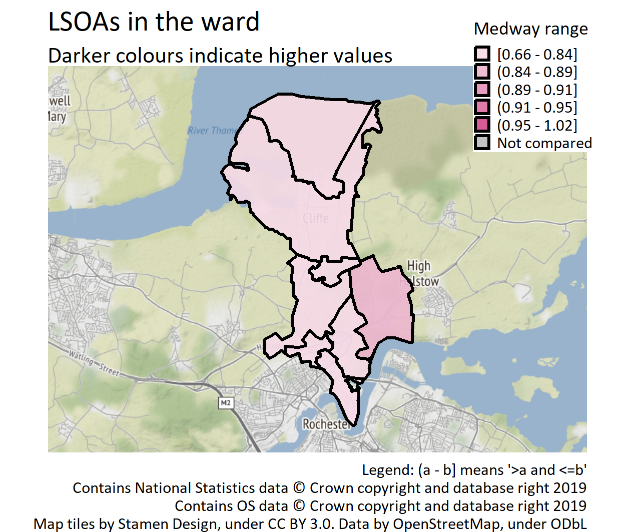 LSOAs in the ward
Darker colours indicate higher values
Medway range
[0.66 - 0.84]
(0.84 - 0.89]
(0.89 - 0.91]
(0.91 - 0.95]
(0.95 - 1.02]
Not compared
well
Mary
River Tham
Cliffe
High
lstow
Watling-Street
M2
Rochester
Legend: (a - b] means '>a and <=b'
Contains National Statistics data © Crown copyright and database right 2019
Contains OS data © Crown copyright and database right 2019
Map tiles by Stamen Design, under CC BY 3.0. Data by OpenStreetMap, under ODbL